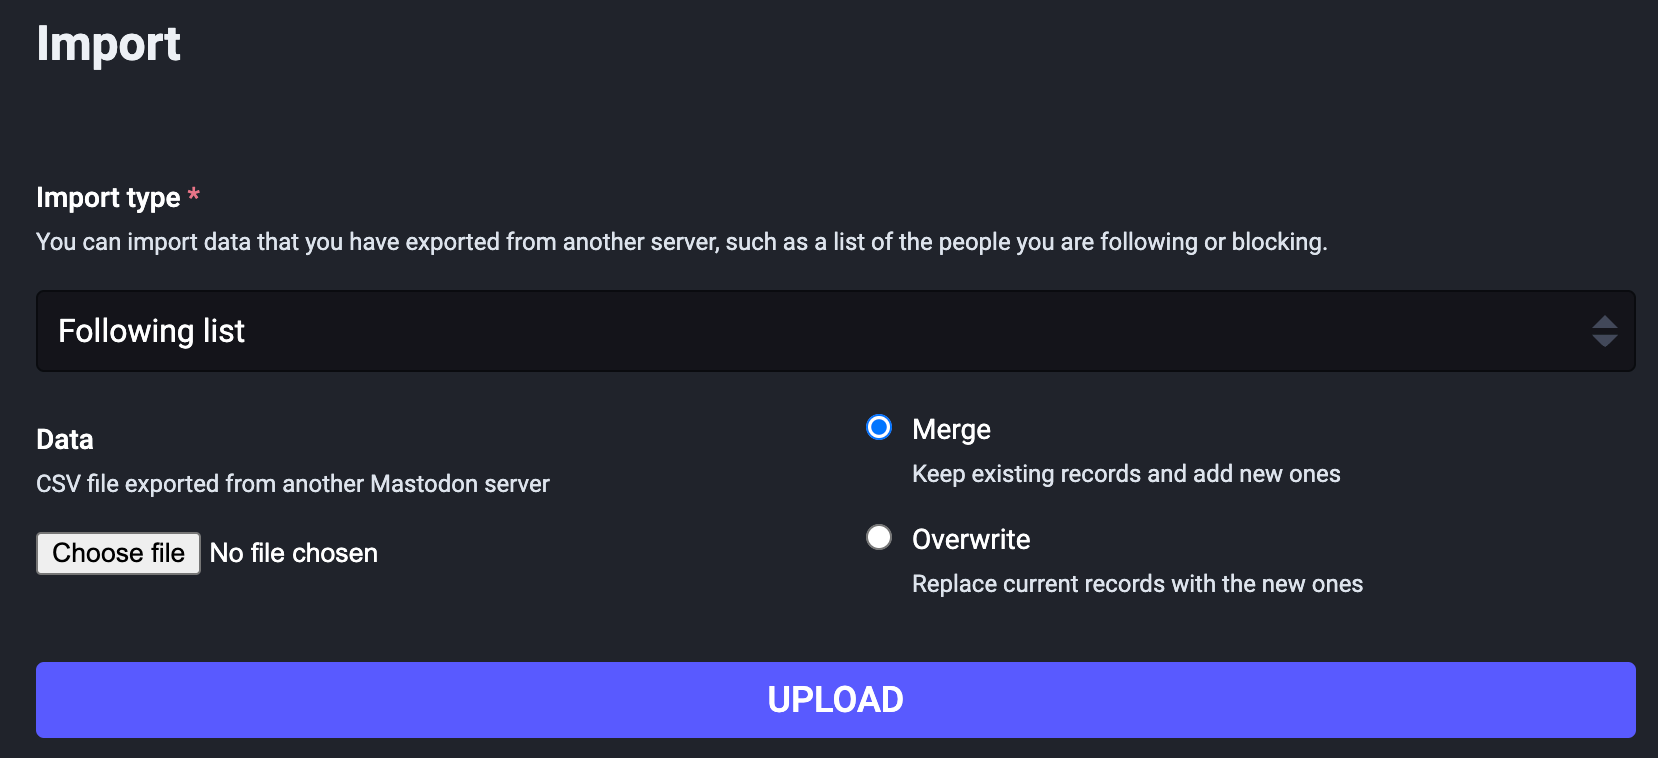 Import
Import type *
You can import data that you have exported from another server, such as a list of the people you are following or blocking.
Following list
Data
CSV file exported from another Mastodon server
Choose file No file chosen
Merge
Keep existing records and add new ones
Overwrite
Replace current records with the new ones
UPLOAD